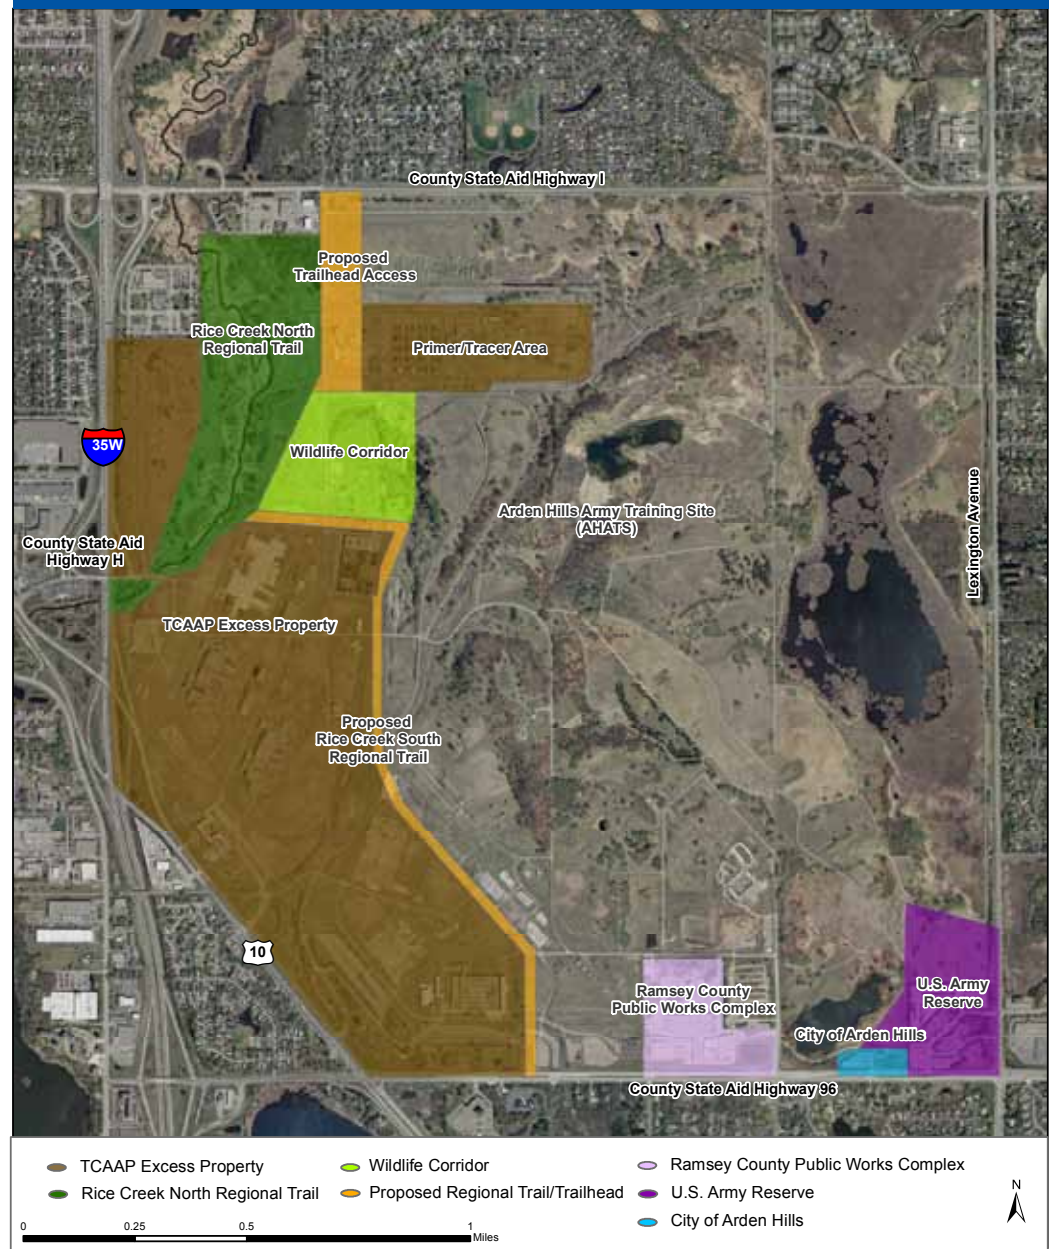 County State Aid Highway I
Proposed
Trailhead Access
Rice Creek North
Regional Trail
Primer/Tracer Area
35W
Wildlife Corridor
Arden Hills Army Training Site
(AHATS)
Lexington Avenue
County State Aid
Highway H
TCAAP Excess Property
Proposed
Rice Creek South
Regional Trail
10
Ramsey County
Public Works Complex
U.S. Army
Reserve
City of Arden Hills
County State Aid Highway 96
TCAAP Excess Property
Rice Creek North Regional Trail
Wildlife Corridor
Proposed Regional Trail/Trailhead
Ramsey County Public Works Complex
U.S. Army Reserve
City of Arden Hills
N
0 0.25 0.5 1
Miles